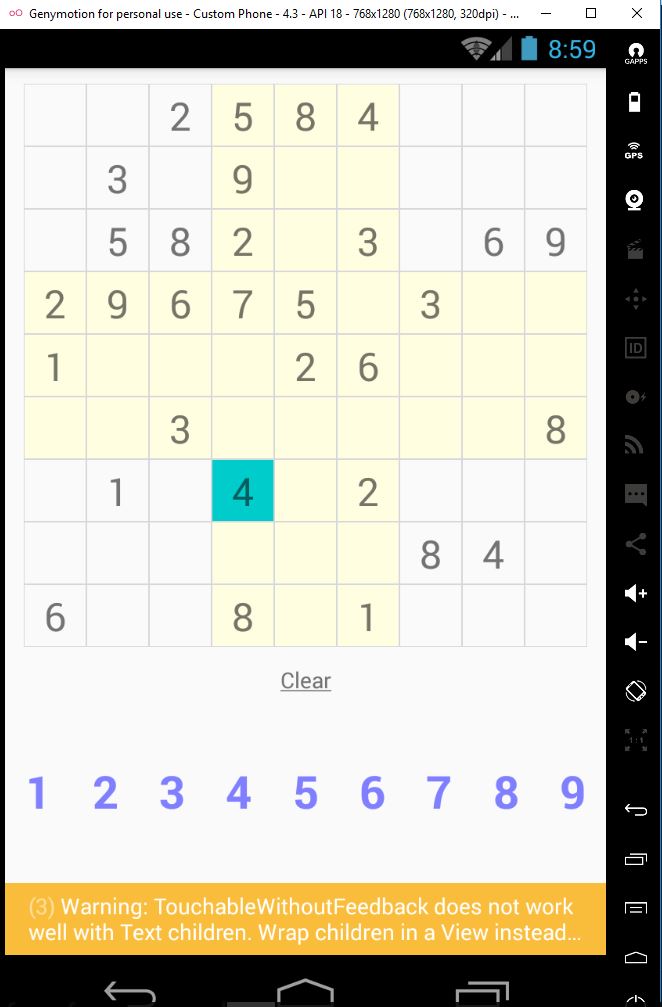 Genymotion for personal use - Custom Phone - 4.3 - API 18 - 768x1280 (768x1280, 320dpi) - ...
8:59
GAPPS
GPS
ID
1:1
2 5 8 4
3 9
5 8 2 3 6 9
2 9 6 7 5 3
1 2 6
3 8
1 4 2
8 4
6 8 1
Clear
1 2 3 4 5 6 7 8 9
(3) Warning: TouchableWithoutFeedback does not work
well with Text children. Wrap children in a View instead...